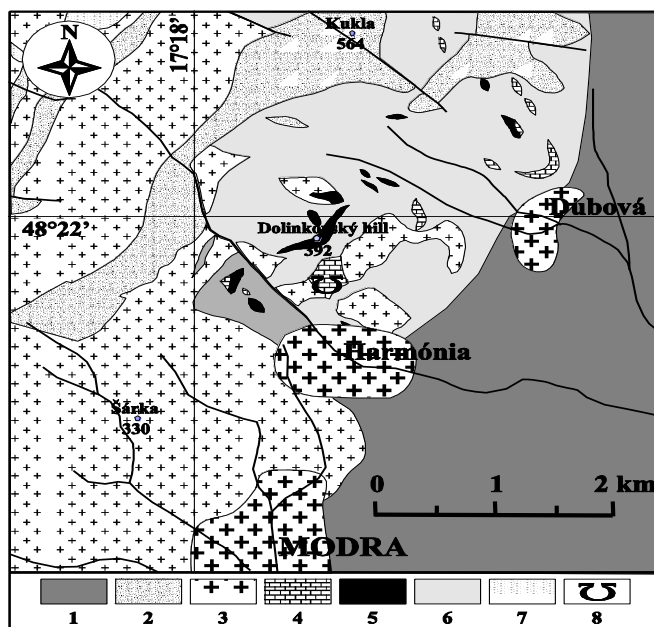 Kukla
564
N
17°18'
Dubová
48°22'
Dolinkovský hill
392
Harmónia
Šárka
330
0 1 2 km
MODRA
1 2 3 4 5 6 7 8